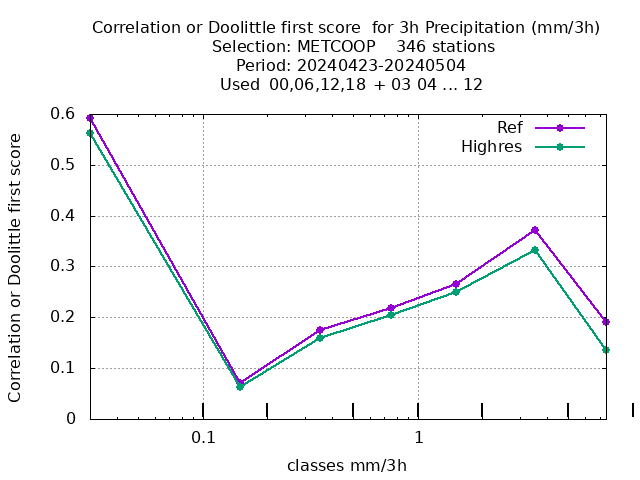 Correlation or Doolittle first score  for 3h Precipitation (mm/3h)
Selection: METCOOP    346 stations
Period: 20240423-20240504
Used  00,06,12,18  + 03 04 ... 12
Ref
Highres
Correlation or Doolittle first score
0.6
0.5
0.4
0.3
0.2
0.1
0
0.1
1
classes mm/3h